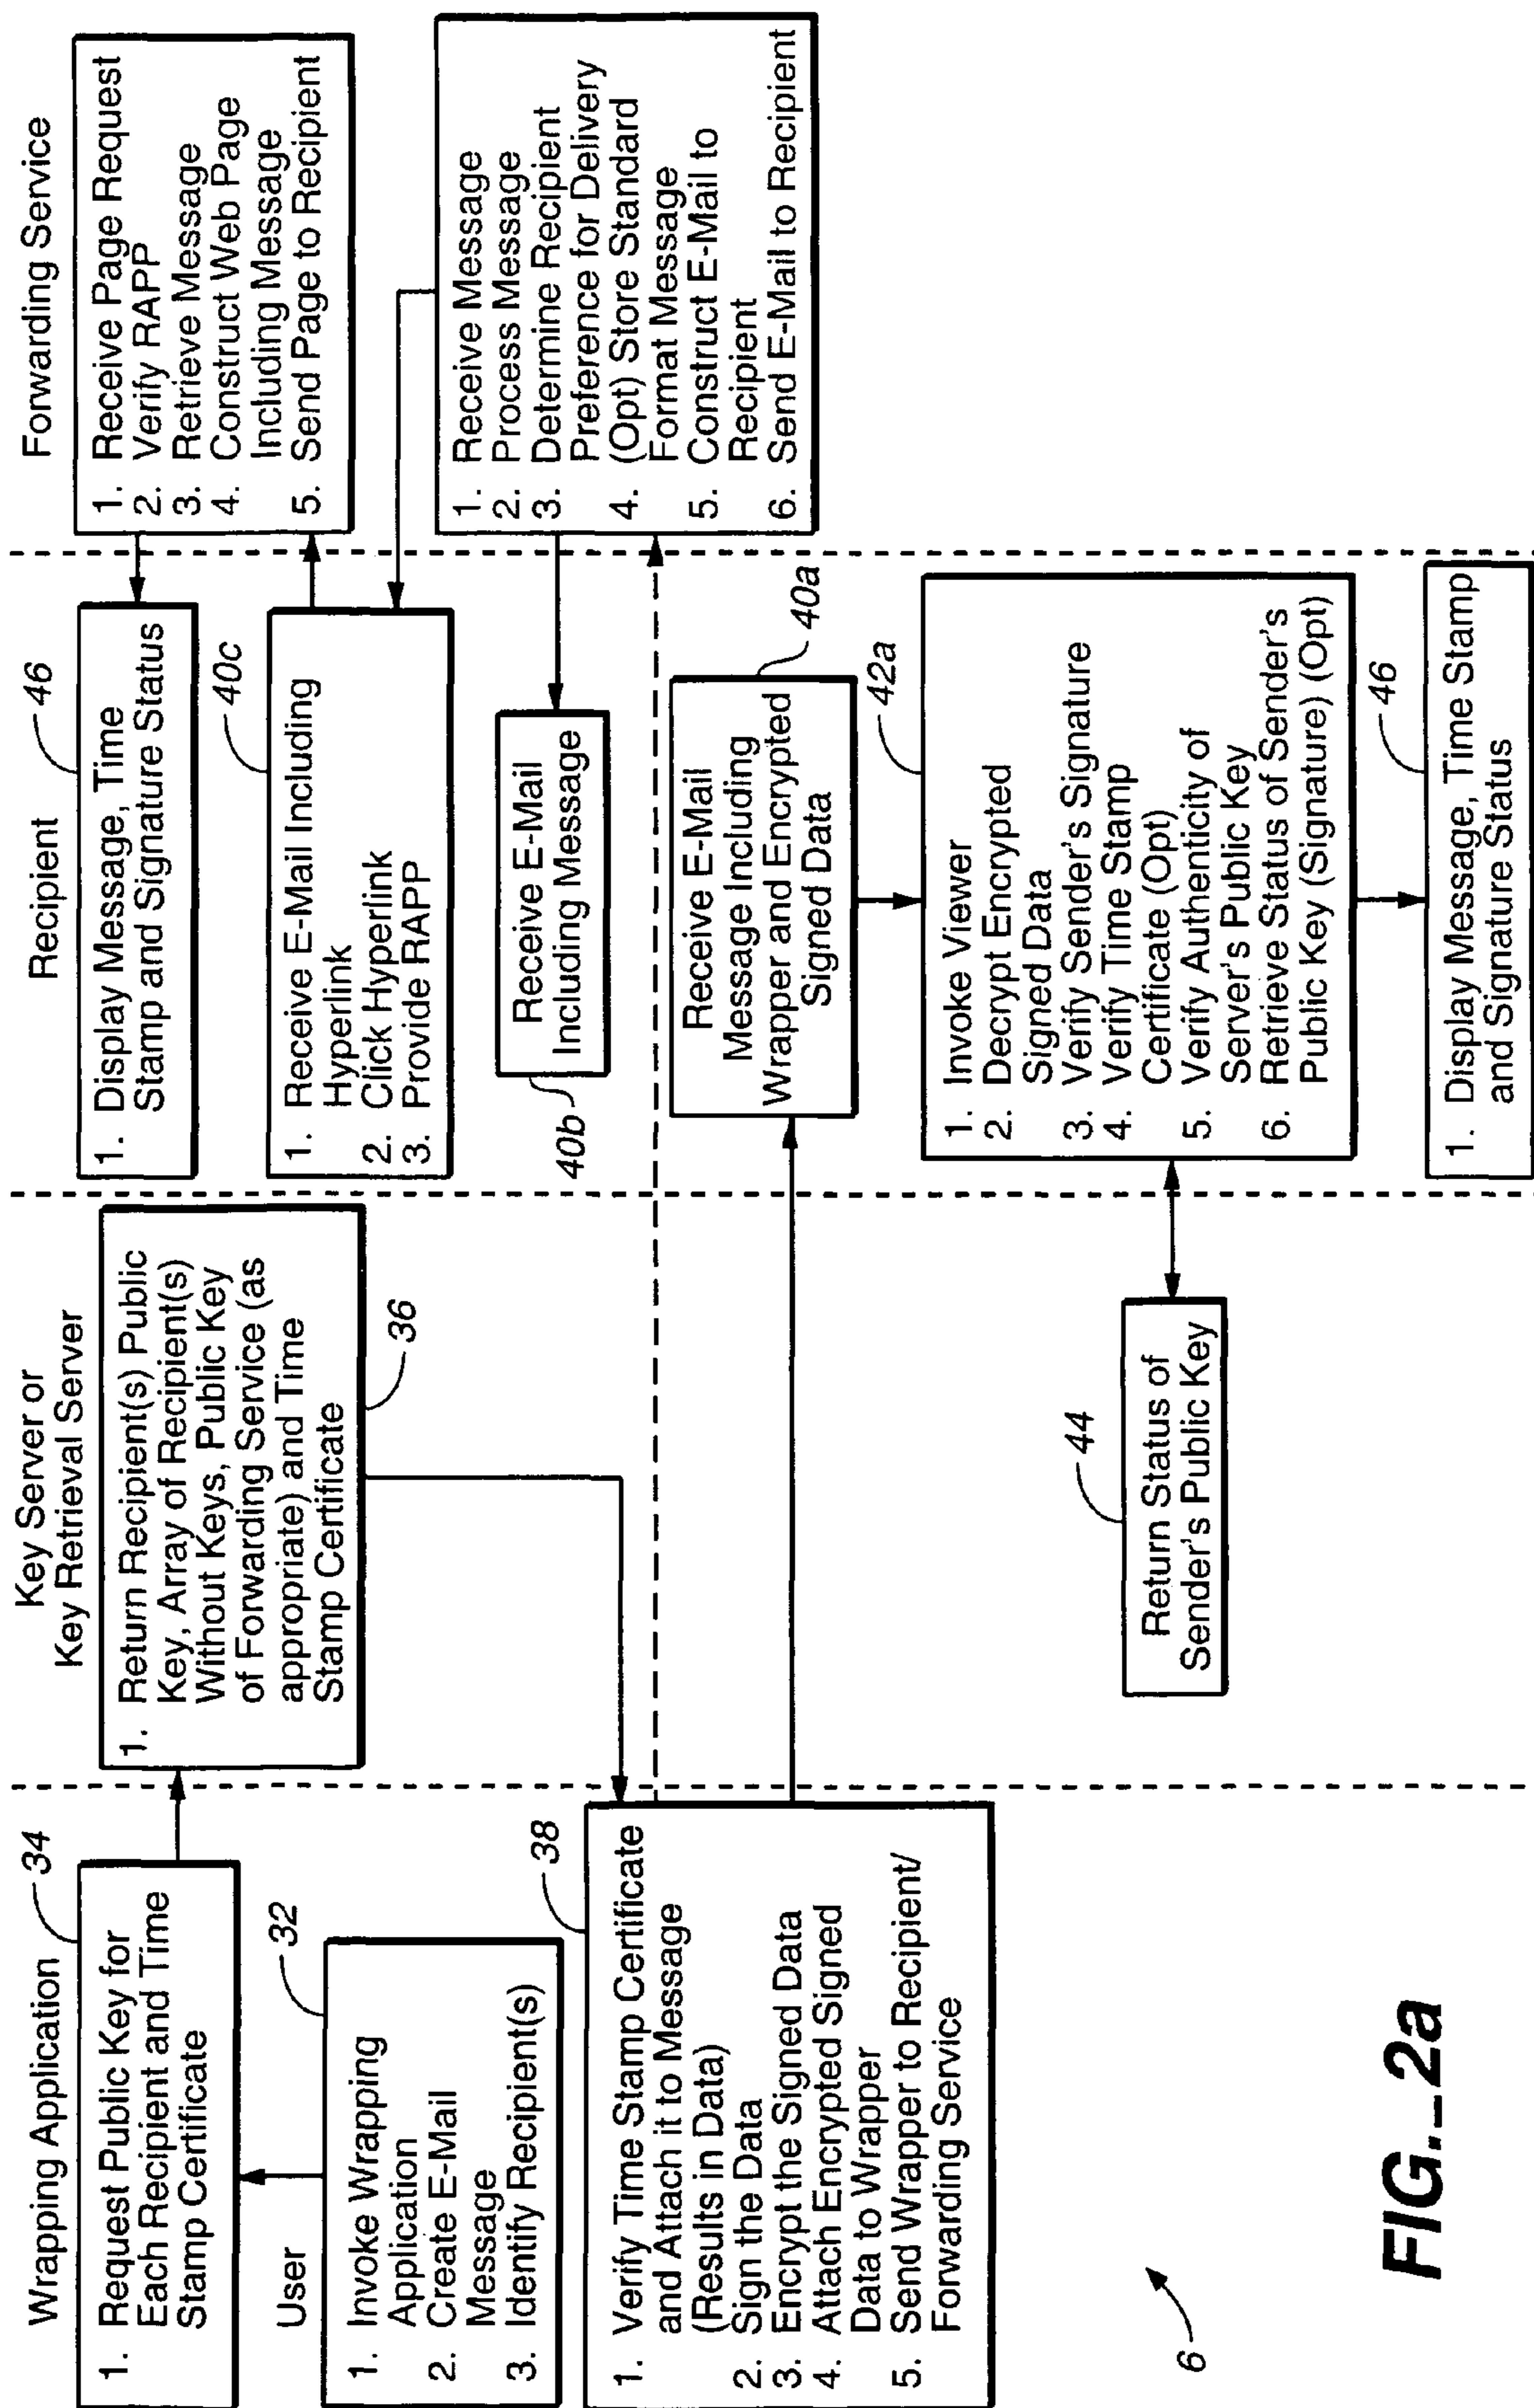 Wrapping Application
34
1. Request Public Key for
Each Recipient and Time
Stamp Certificate
User
32
1. Invoke Wrapping
Application
2. Create E-Mail
Message
3. Identify Recipient(s)
38
1. Verify Time Stamp Certificate
and Attach it to Message
(Results in Data)
2. Sign the Data
3. Encrypt the Signed Data
4. Attach Encrypted Signed
Data to Wrapper
5. Send Wrapper to Recipient/
Forwarding Service
6
Key Server or
Key Retrieval Server
1. Return Recipient(s) Public
Key, Array of Recipient(s)
Without Keys, Public Key
of Forwarding Service (as
appropriate) and Time
Stamp Certificate
36
44
Return Status of
Sender's Public Key
Recipient
46
1. Display Message, Time
Stamp and Signature Status
40c
1. Receive E-Mail Including
Hyperlink
2. Click Hyperlink
3. Provide RAPP
Receive E-Mail
Including Message
40b
40a
Receive E-Mail
Message Including
Wrapper and Encrypted
Signed Data
42a
1. Invoke Viewer
2. Decrypt Encrypted
Signed Data
3. Verify Sender's Signature
4. Verify Time Stamp
Certificate (Opt)
5. Verify Authenticity of
Server's Public Key
6. Retrieve Status of Sender's
Public Key (Signature) (Opt)
46
1. Display Message, Time Stamp
and Signature Status
Forwarding Service
1. Receive Page Request
2. Verify RAPP
3. Retrieve Message
4. Construct Web Page
Including Message
5. Send Page to Recipient
1. Receive Message
2. Process Message
3. Determine Recipient
Preference for Delivery
4. (Opt) Store Standard
Format Message
5. Construct E-Mail to
Recipient
6. Send E-Mail to Recipient
FIG._2a